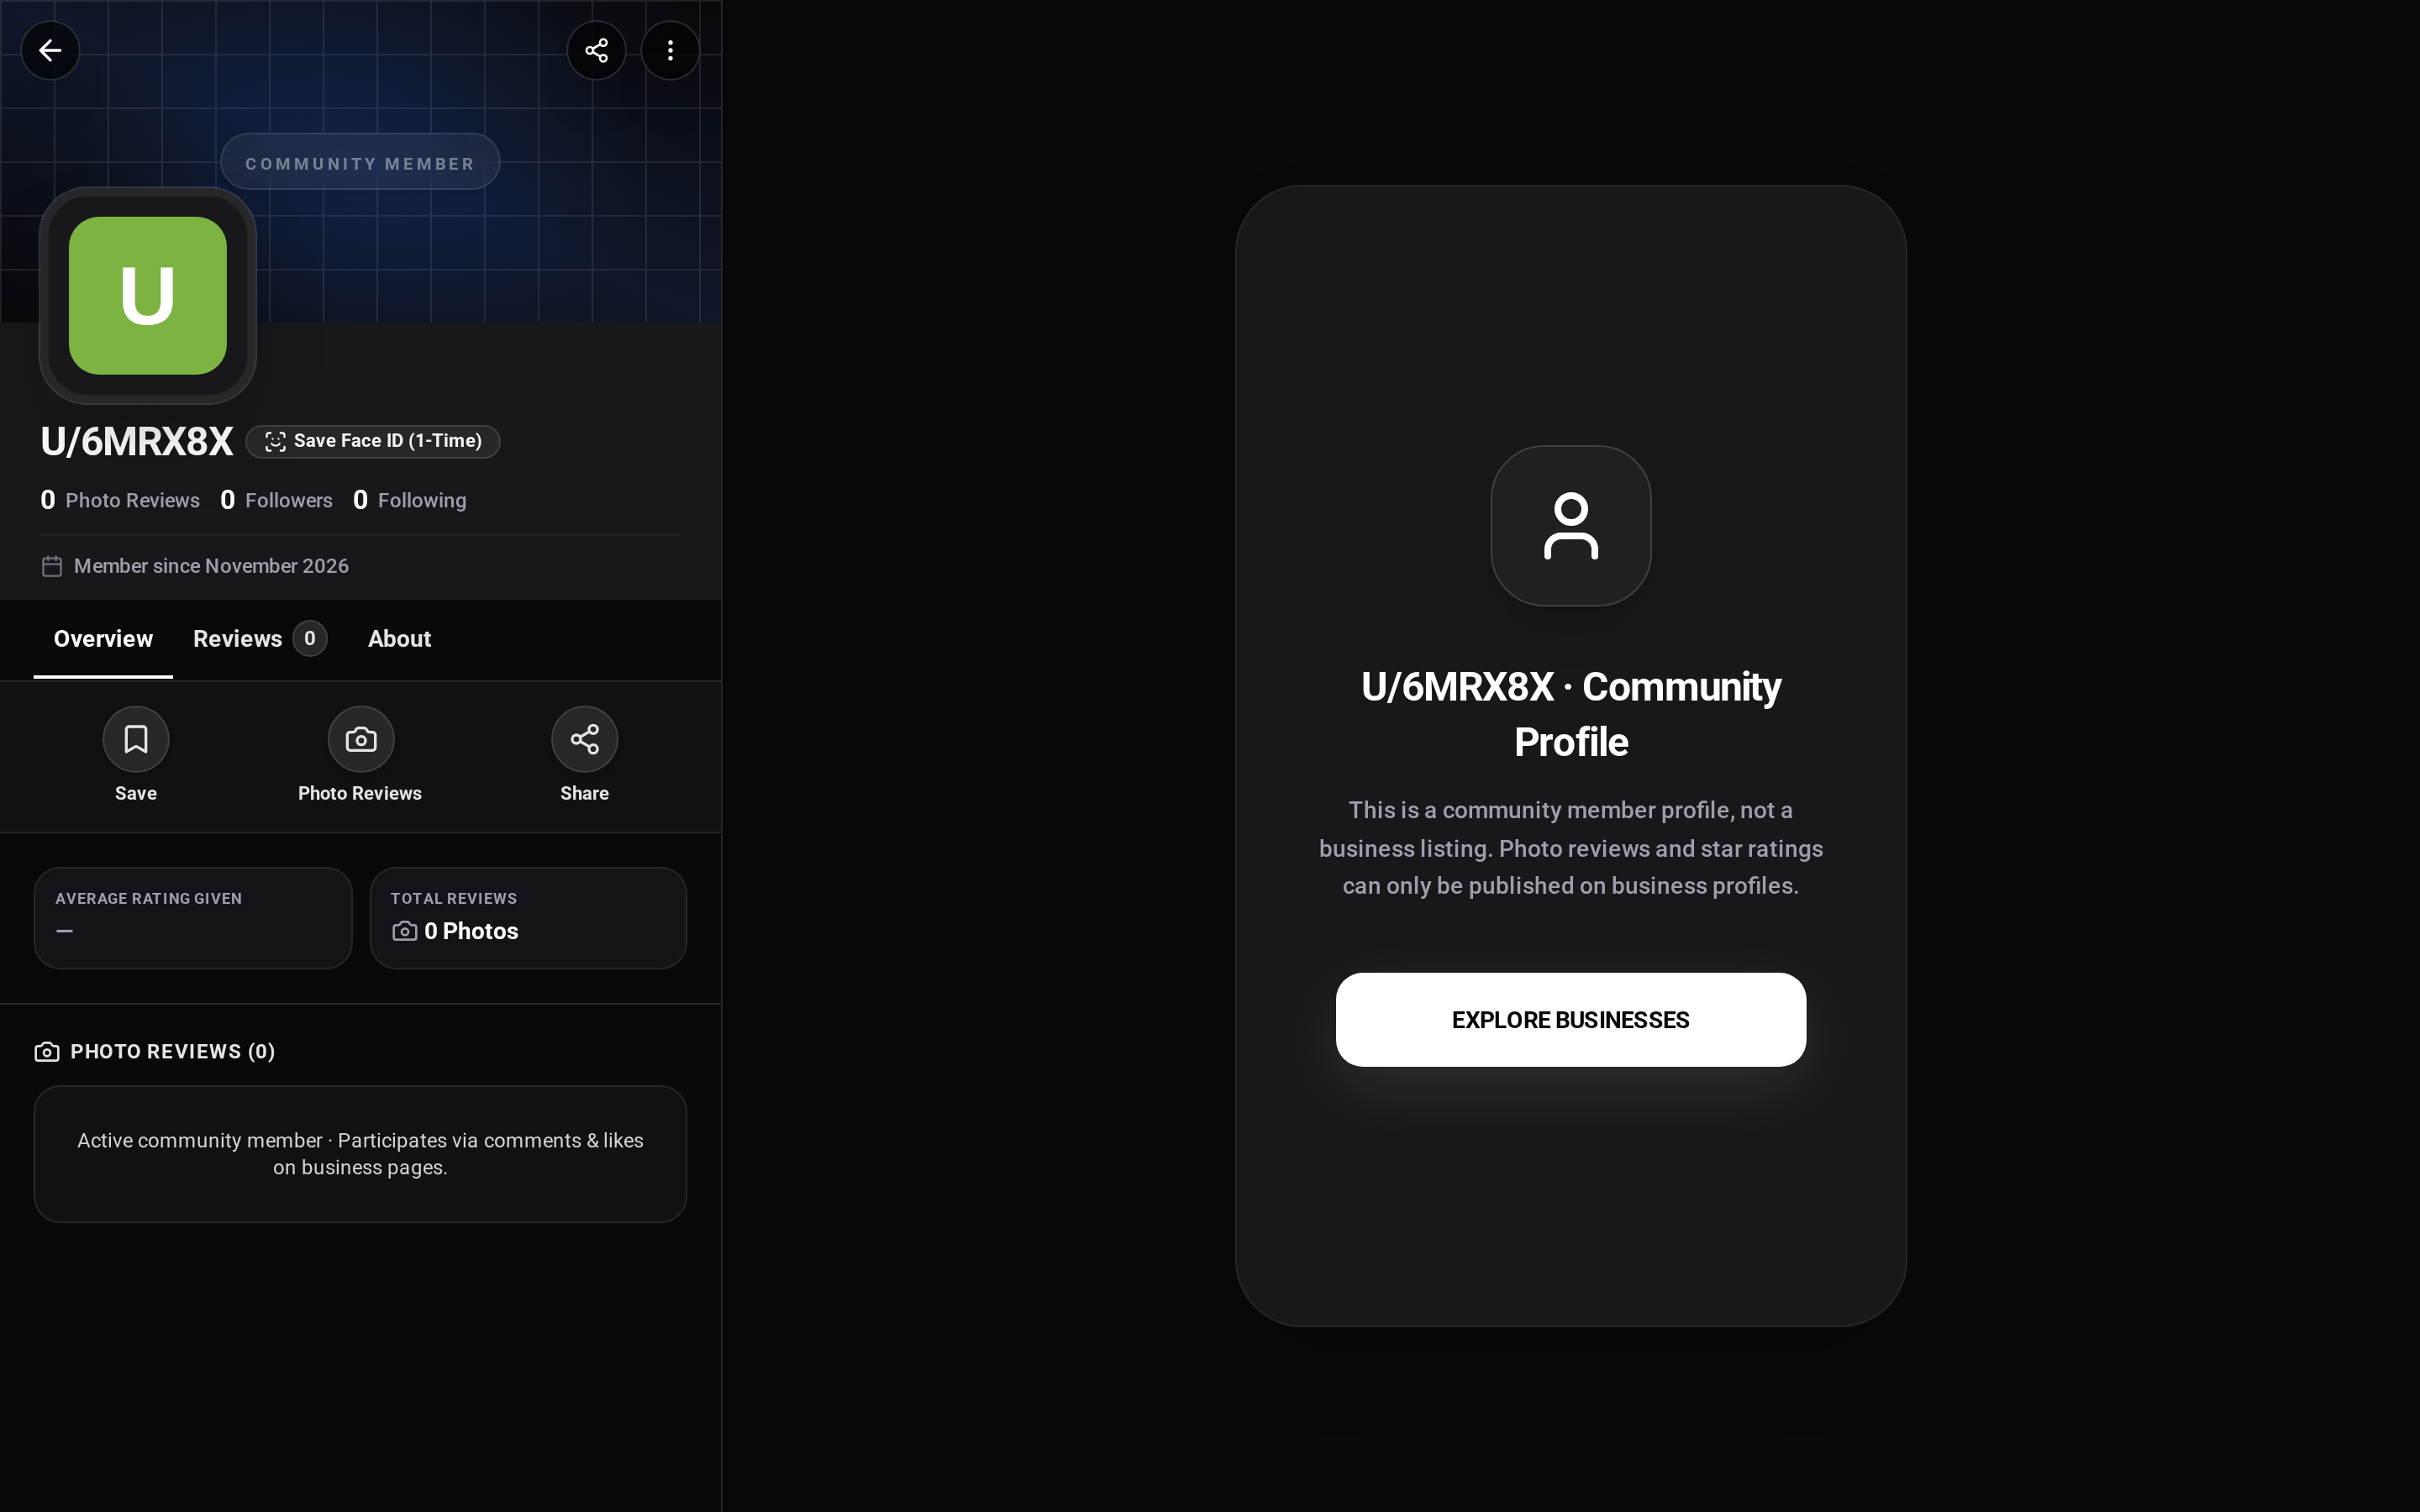 COMMUNITY MEMBER
U
U/6MRX8X
Save Face ID (1-Time)
0 Photo Reviews 0 Followers 0 Following
Member since November 2026
Overview Reviews 0 About
Save Photo Reviews Share
AVERAGE RATING GIVEN
—
TOTAL REVIEWS
0 Photos
PHOTO REVIEWS (0)
Active community member · Participates via comments & likes
on business pages.
U/6MRX8X · Community
Profile
This is a community member profile, not a
business listing. Photo reviews and star ratings
can only be published on business profiles.
EXPLORE BUSINESSES